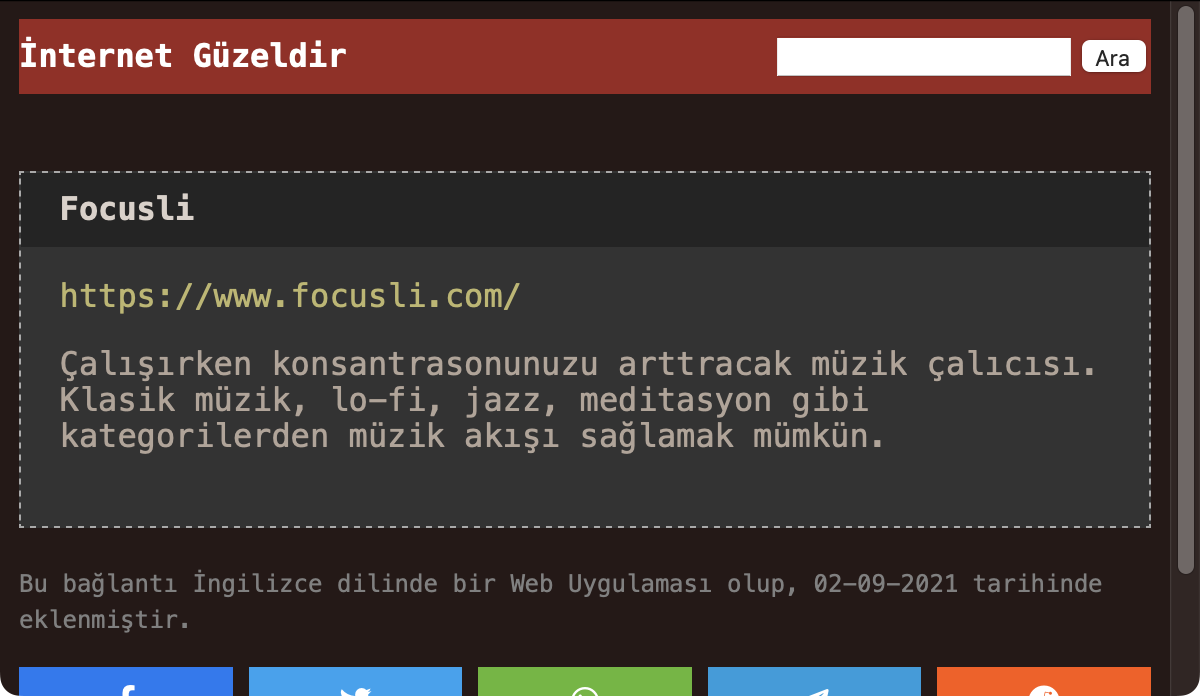 İnternet Güzeldir
Ara
Focusli
https://www.focusli.com/
Çalışırken konsantrasonunuzu arttracak müzik çalıcısı.
Klasik müzik, lo-fi, jazz, meditasyon gibi
kategorilerden müzik akışı sağlamak mümkün.
Bu bağlantı İngilizce dilinde bir Web Uygulaması olup, 02-09-2021 tarihinde
eklenmiştir.